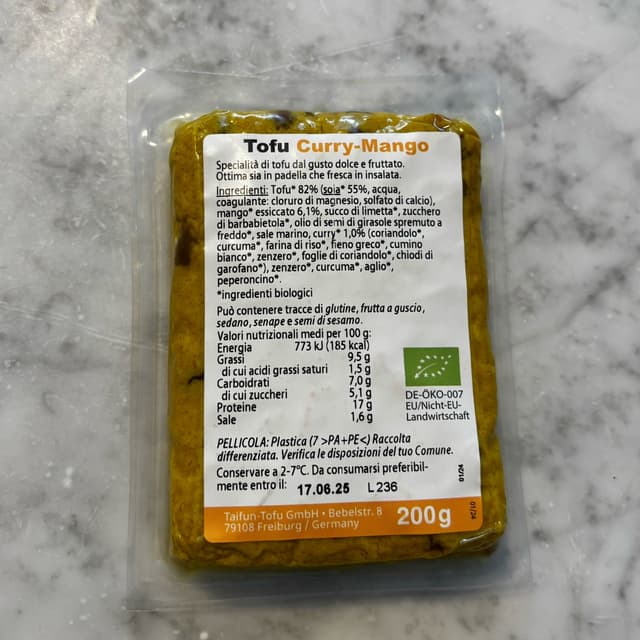 Tofu Curry-Mango
Specialità di tofu dal gusto dolce e fruttato.
Ottima sia in padella che fresca in insalata.
Ingredienti: Tofu* 82% (soia* 55%, acqua,
coagulante: cloruro di magnesio, solfato di calcio),
mango* essiccato 6,1%, succo di limetta*, zucchero
di barbabietola*, olio di semi di girasole spremuto a
freddo*, sale marino, curry* 1,0% (coriandolo*,
curcuma*, farina di riso*, fieno greco*, cumino
bianco*, zenzero*, foglie di coriandolo*, chiodi di
garofano*), zenzero*, curcuma*, aglio*,
peperoncino*.
*ingredienti biologici
Può contenere tracce di glutine, frutta a guscio,
sedano, senape e semi di sesamo.
Valori nutrizionali medi per 100 g:
Energia 773 kJ (185 kcal)
Grassi 9,5 g
di cui acidi grassi saturi 1,5 g
Carboidrati 7,0 g
di cui zuccheri 5,1 g
Proteine 17 g
Sale 1,6 g
DE-ÖKO-007
EU/Nicht-EU-
Landwirtschaft
PELLICOLA: Plastica (7 >PA+PE<) Raccolta
differenziata. Verifica le disposizioni del tuo Comune.
Conservare a 2-7°C. Da consumarsi preferibil-
mente entro il: 17.06.25 L236
01/24
Taifun-Tofu GmbH • Bebelstr. 8
79108 Freiburg / Germany
200g
01/24